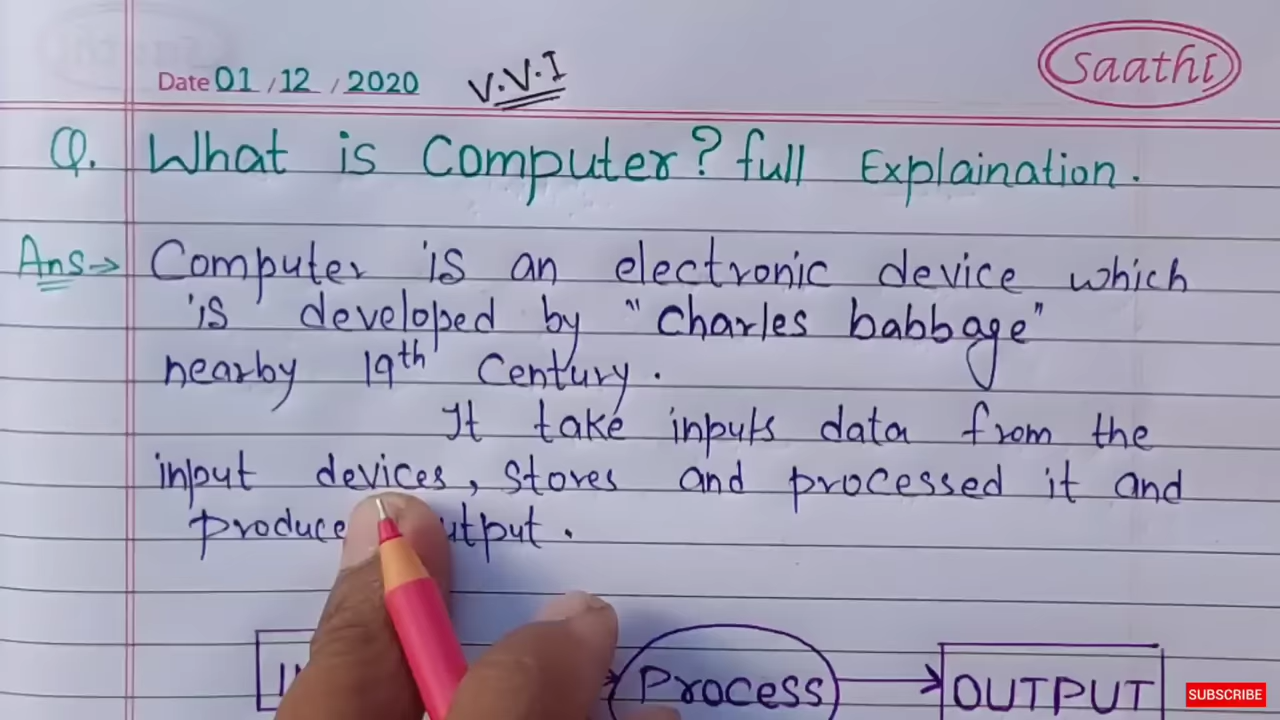 Date 01 / 12 / 2020 V.V.I Saathi
Q. What is Computer? full Explaination.
Ans→ Computer is an electronic device which
is developed by "Charles babbage"
nearby 19th Century.
It take inputs data from the
input devices, stores and processed it and
produce utput.
Process → OUTPUT
SUBSCRIBE